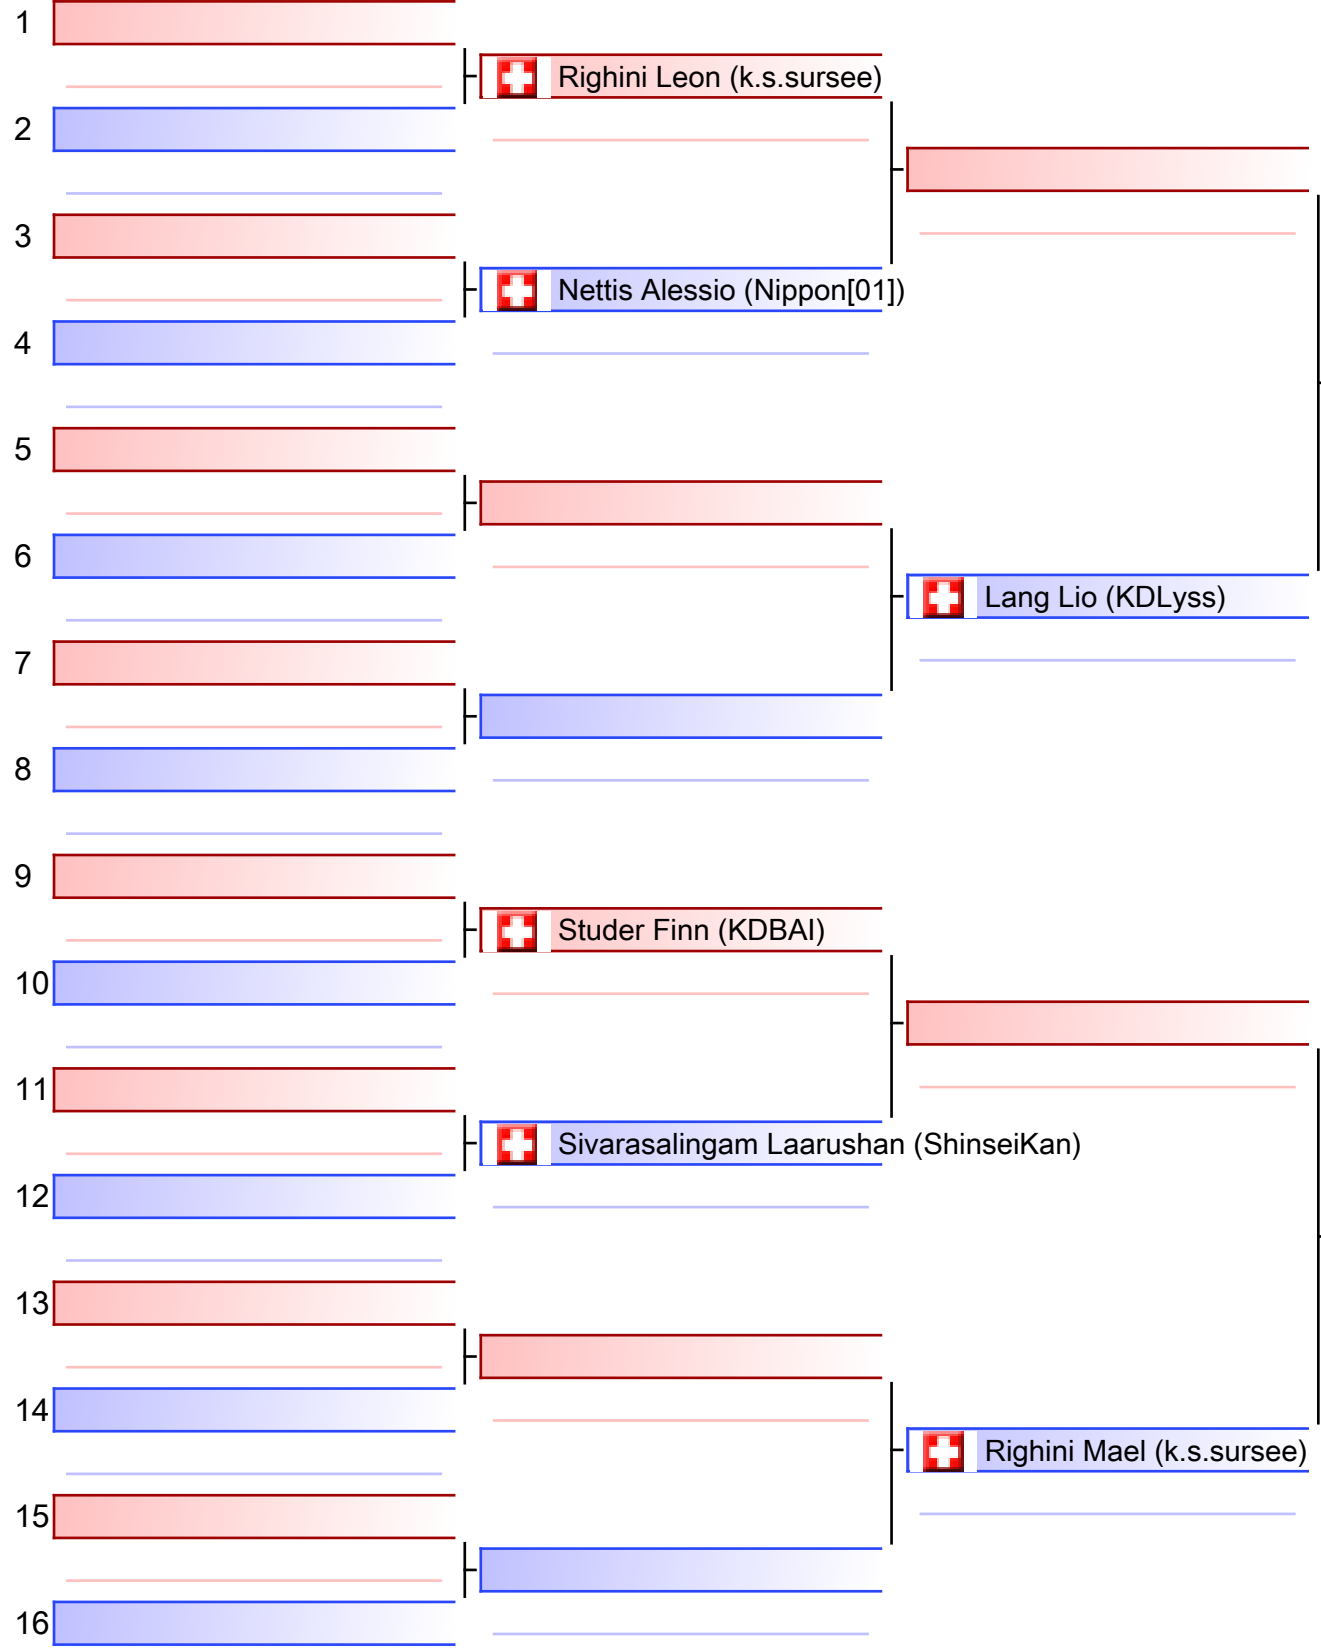 1
Righini Leon (k.s.sursee)
2
3
Nettis Alessio (Nippon[01])
4
5
6
Lang Lio (KDLyss)
7
8
9
Studer Finn (KDBAI)
10
11
Sivarasalingam Laarushan (ShinseiKan)
12
13
14
Righini Mael (k.s.sursee)
15
16